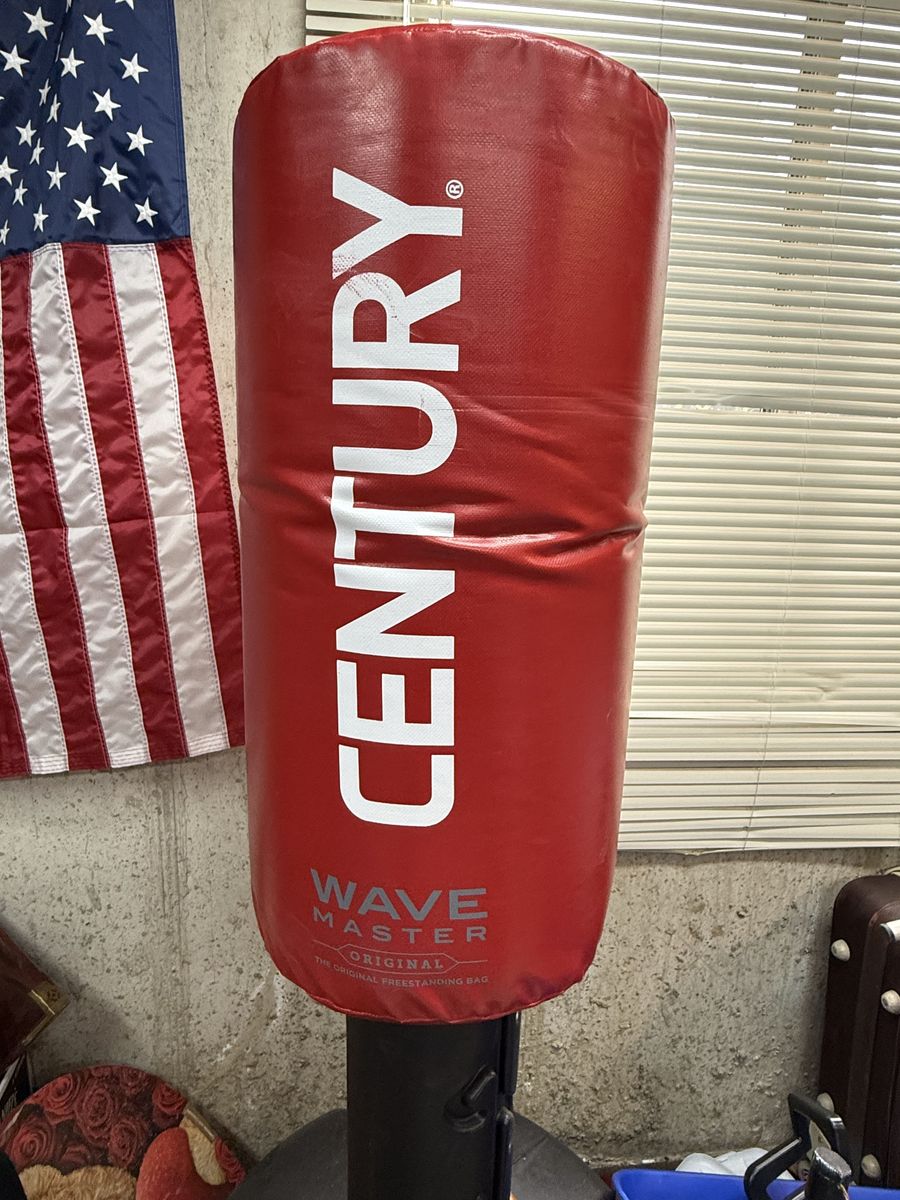 CENTURY®
WAVE
MASTER
ORIGINAL
THE ORIGINAL FREESTANDING BAG